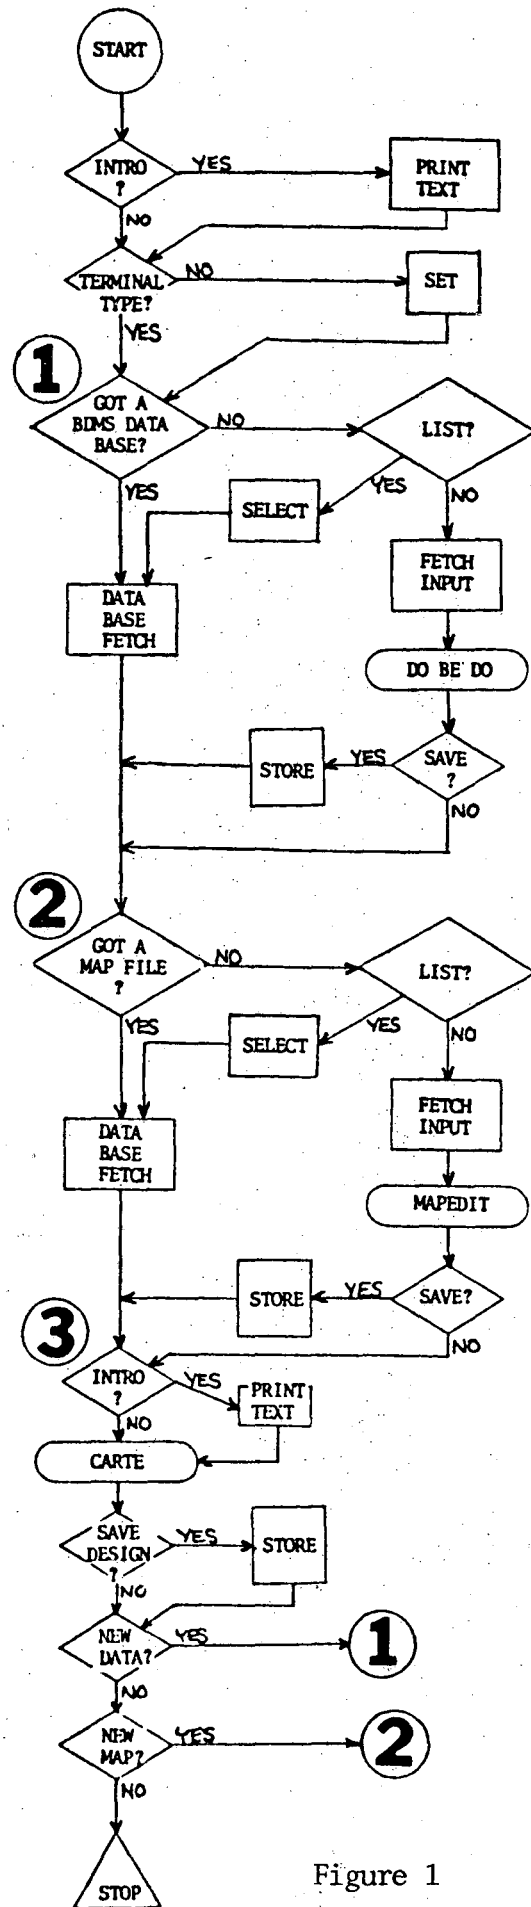 START
INTRO
?
YES
PRINT
TEXT
NO
TERMINAL
TYPE?
NO
SET
YES
1
GOT A
BDMS DATA
BASE?
NO
LIST?
YES
YES
NO
SELECT
DATA
BASE
FETCH
FETCH
INPUT
DO BE DO
SAVE
?
YES
STORE
NO
2
GOT A
MAP FILE
?
NO
LIST?
YES
YES
NO
SELECT
DATA
BASE
FETCH
FETCH
INPUT
MAPEDIT
SAVE?
YES
STORE
NO
3
INTRO
?
YES
PRINT
TEXT
NO
CARTE
SAVE
DESIGN
?
YES
STORE
NO
NEW
DATA?
YES
1
NO
NEW
MAP?
YES
2
NO
STOP
Figure 1